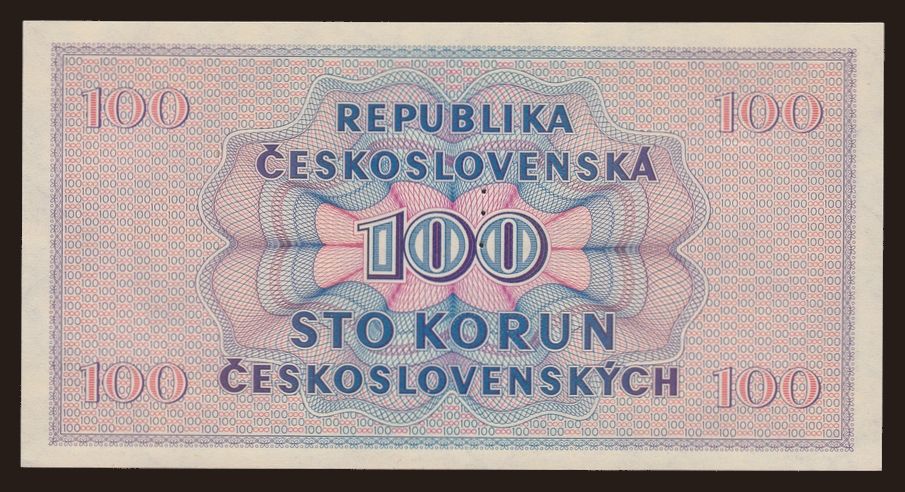 100 100
REPUBLIKA
ČESKOSLOVENSKÁ
100
STO KORUN
ČESKOSLOVENSKÝCH
100 100